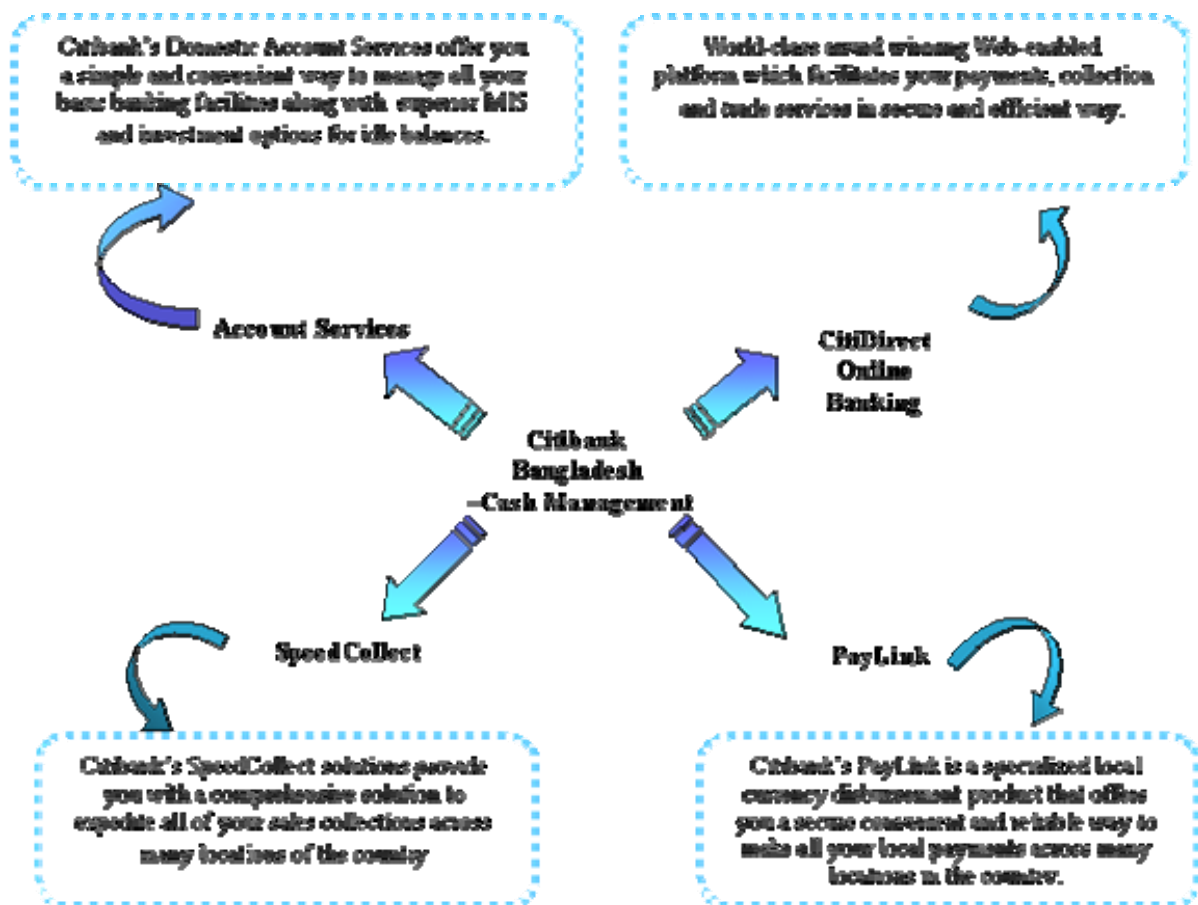 Citibank's Domestic Account Services offer you
a simple and convenient way to manage all your
basic banking facilities along with superior MIS
and investment options for idle balances.
World-class award winning Web-enabled
platform which facilitates your payments, collection
and trade services in secure and efficient way.
Account Services
CitiDirect
Online
Banking
Citibank
Bangladesh
–Cash Management
SpeedCollect
PayLink
Citibank's SpeedCollect solutions provide
you with a comprehensive solution to
expedite all of your sales collections across
many locations of the country
Citibank's PayLink is a specialized local
currency disbursement product that offers
you a secure convenient and reliable way to
make all your local payments across many
locations in the country.